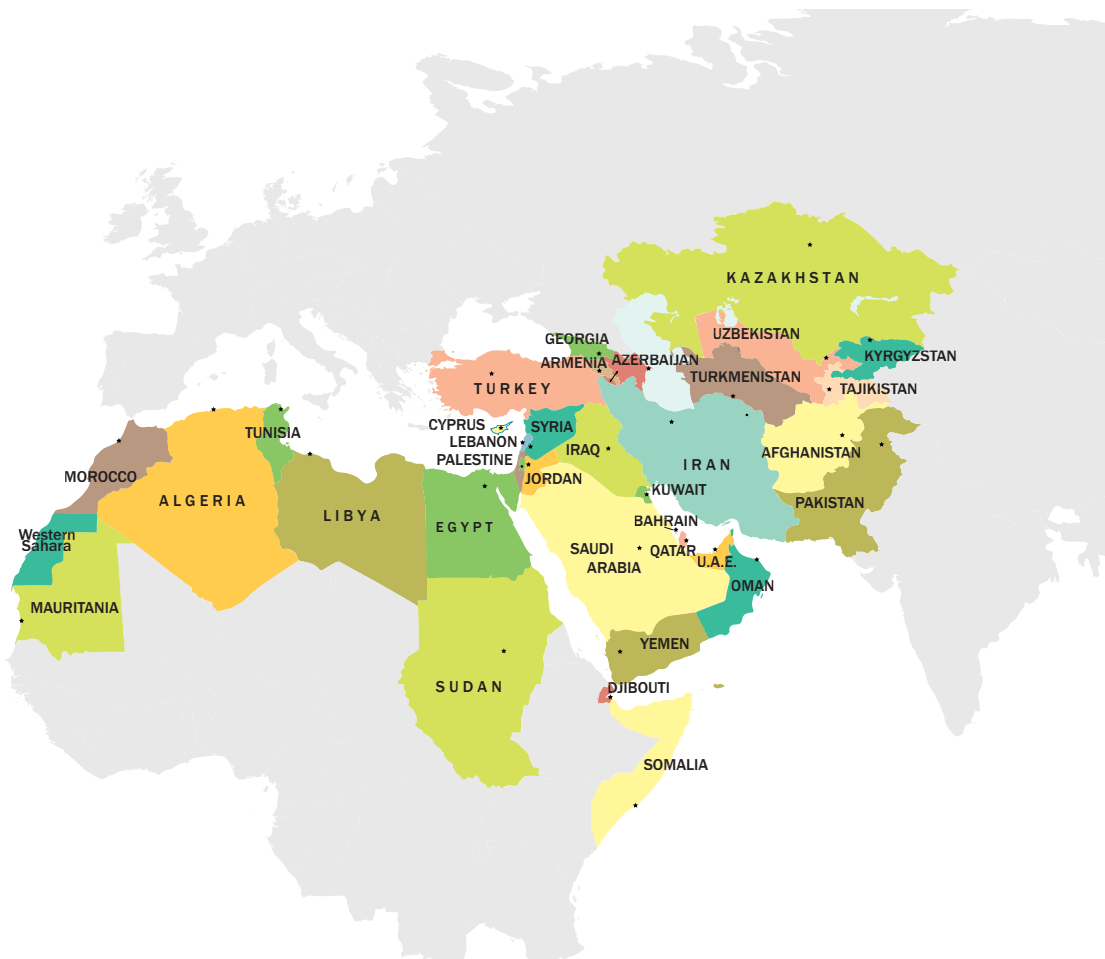 KAZAKHSTAN
UZBEKISTAN
GEORGIA
ARMENIA
AZERBAIJAN
KYRGYZSTAN
TURKEY
TURKMENISTAN
TAJIKISTAN
CYPRUS
SYRIA
TUNISIA
LEBANON
IRAQ
AFGHANISTAN
PALESTINE
IRAN
MOROCCO
JORDAN
KUWAIT
ALGERIA
PAKISTAN
LIBYA
BAHRAIN
EGYPT
Western
Sahara
SAUDI
ARABIA
QATAR
U.A.E.
OMAN
MAURITANIA
YEMEN
SUDAN
DJIBOUTI
SOMALIA